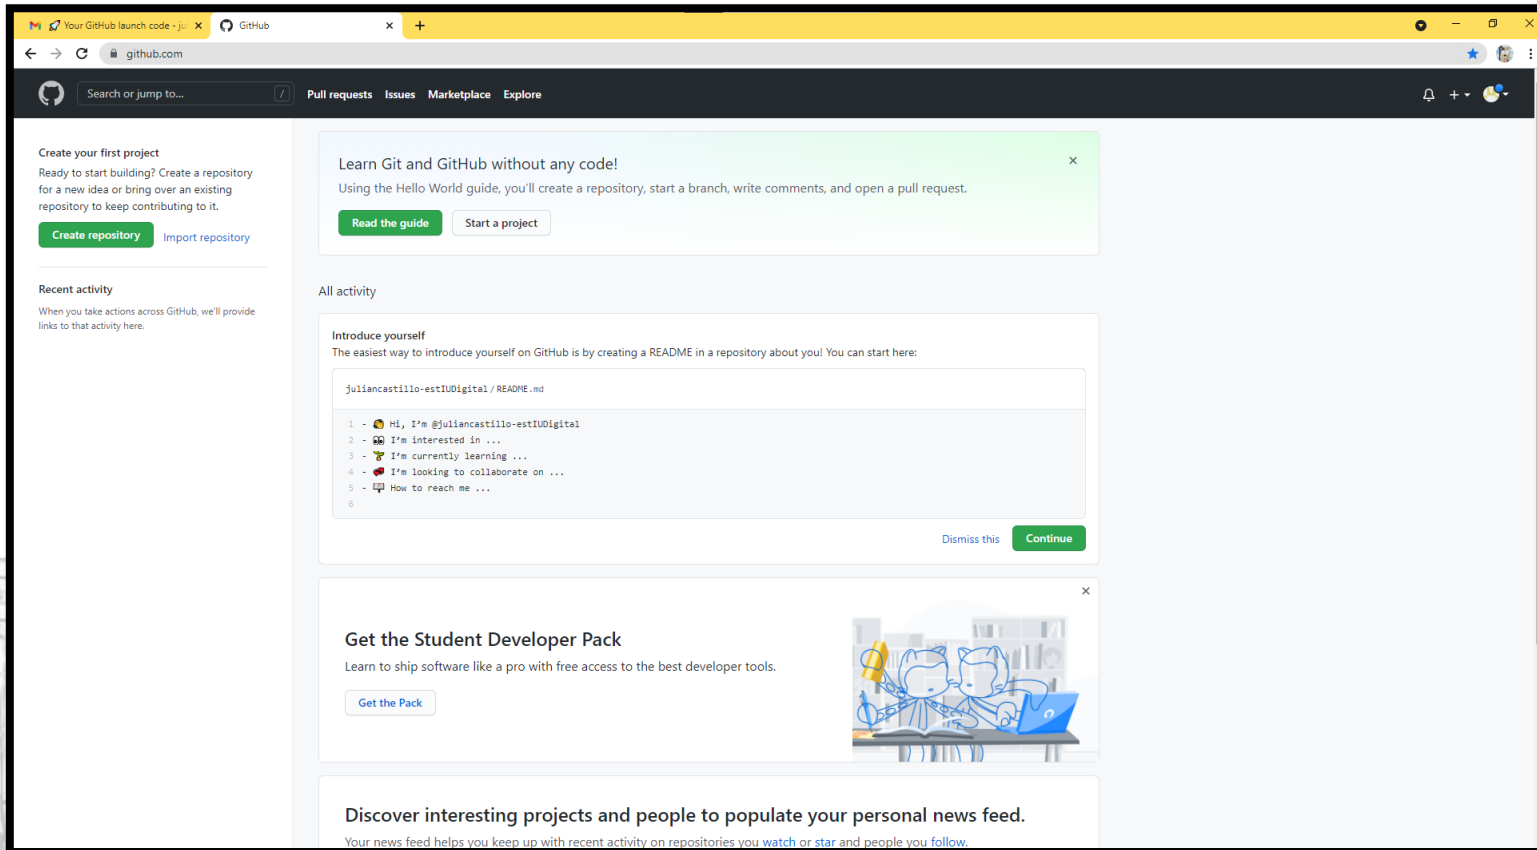 Your GitHub launch code - ju
GitHub
github.com
Search or jump to...
/
Pull requests Issues Marketplace Explore
Create your first project
Ready to start building? Create a repository
for a new idea or bring over an existing
repository to keep contributing to it.
Create repository Import repository
Recent activity
When you take actions across GitHub, we'll provide
links to that activity here.
Learn Git and GitHub without any code!
Using the Hello World guide, you'll create a repository, start a branch, write comments, and open a pull request.
Read the guide Start a project
All activity
Introduce yourself
The easiest way to introduce yourself on GitHub is by creating a README in a repository about you! You can start here:
juliancastillo-estIUDigital / README.md
1 - 👋 Hi, I'm @juliancastillo-estIUDigital
2 - 👀 I'm interested in ...
3 - 🌱 I'm currently learning ...
4 - 💞️ I'm looking to collaborate on ...
5 - 📫 How to reach me ...
6
Dismiss this Continue
Get the Student Developer Pack
Learn to ship software like a pro with free access to the best developer tools.
Get the Pack
Discover interesting projects and people to populate your personal news feed.
Your news feed helps you keep up with recent activity on repositories you watch or star and people you follow.